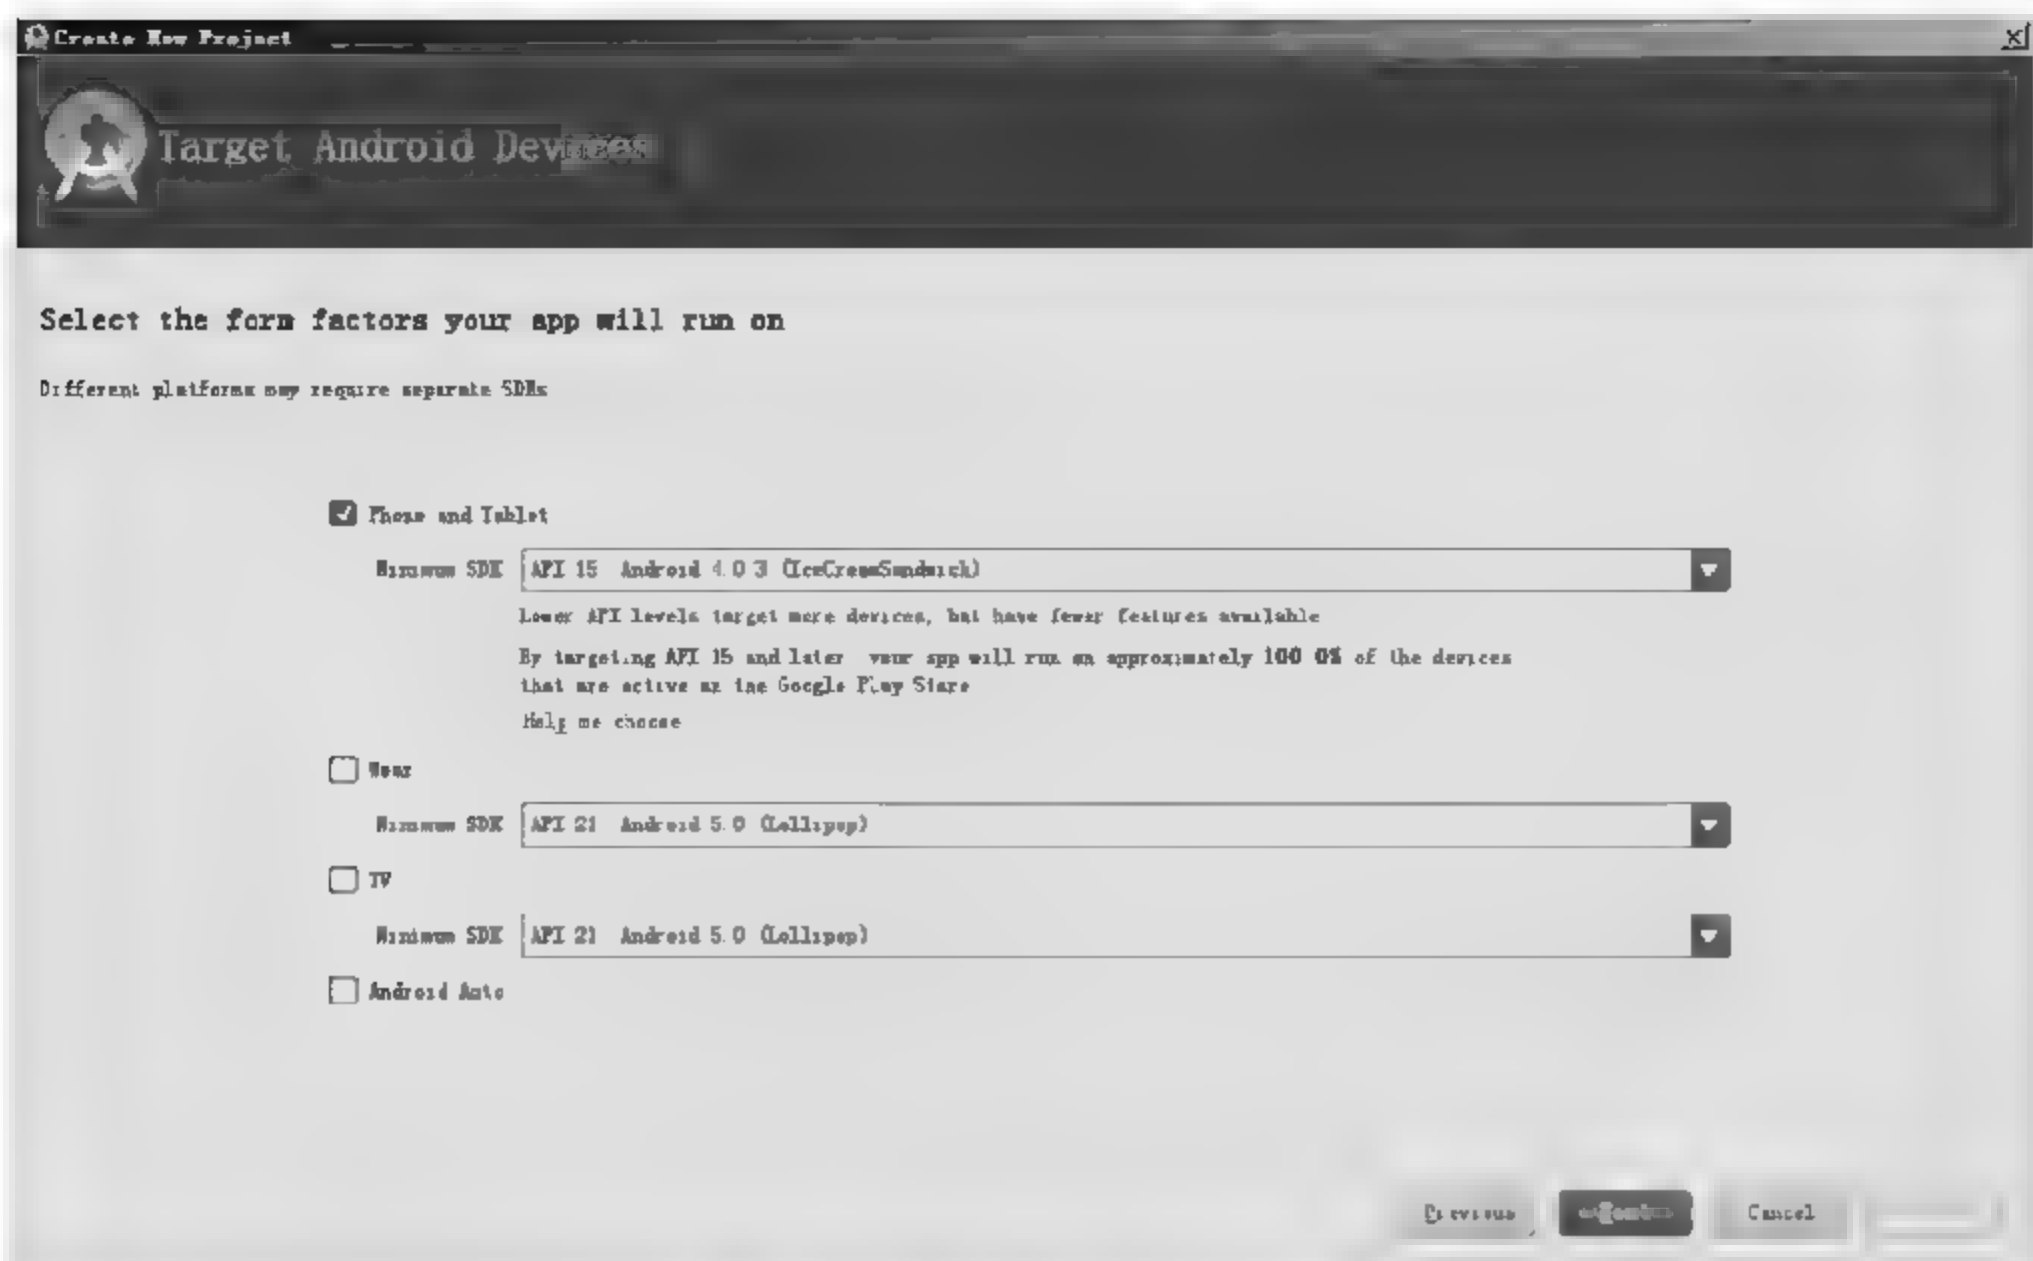 Create New Project
Target Android Devices
Select the form factors your app will run on
Different platforms may require separate SDKs
Phone and Tablet
Minimum SDK API 15 Android 4.0.3 (IceCreamSandwich)
Lower API levels target more devices, but have fewer features available
By targeting API 15 and later your app will run on approximately 100.0% of the devices
that are active on the Google Play Store
Help me choose
Wear
Minimum SDK API 21 Android 5.0 (Lollipop)
TV
Minimum SDK API 21 Android 5.0 (Lollipop)
Android Auto
Previous Cancel